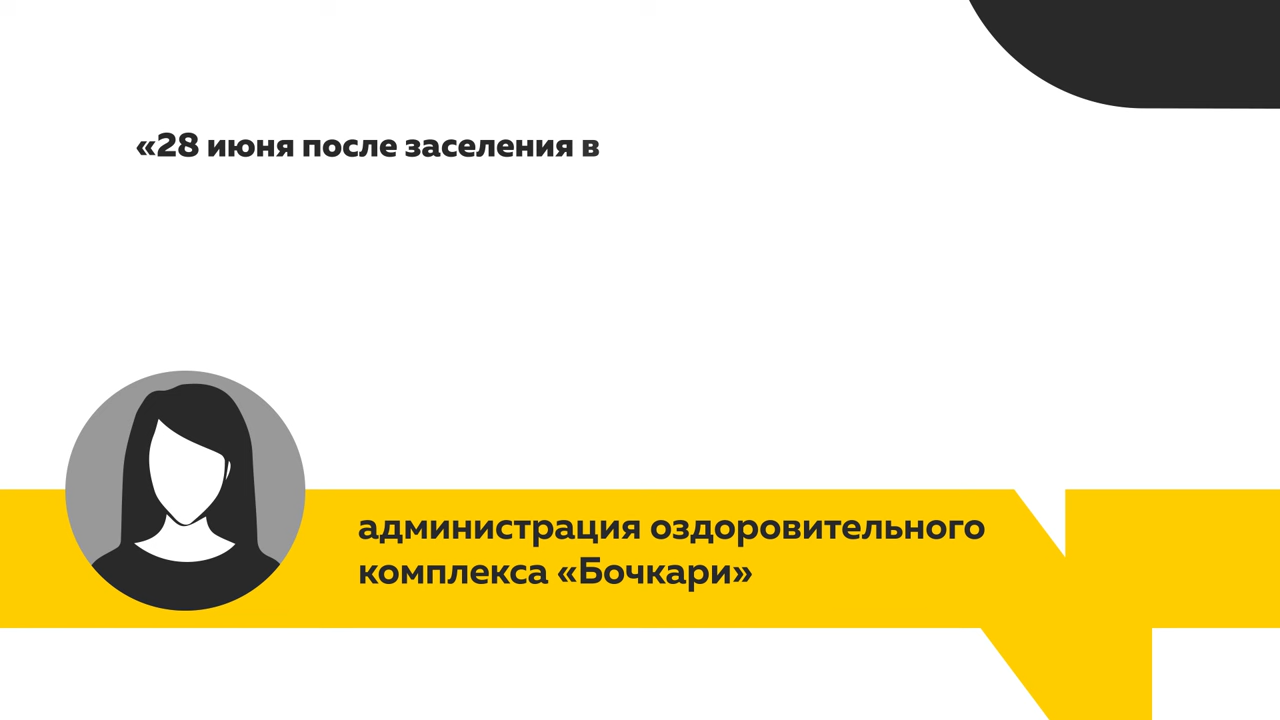 «28 июня после заселения в
администрация оздоровительного
комплекса «Бочкари»